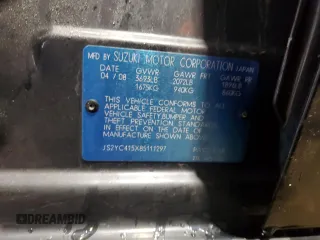 MFD BY SUZUKI MOTOR CORPORATION JAPAN
DATE GVWR GAWR FRT GAWR RR
04 / 08 3693LB 2072LB
1675KG 940KG 860KG
THIS VEHICLE CONFORMS TO ALL
APPLICABLE FEDERAL MOTOR
VEHICLE SAFETY, BUMPER AND
THEFT PREVENTION STANDARDS
IN EFFECT ON THE DATE OF
MANUFACTURE SHOWN ABOVE
DREAMBID